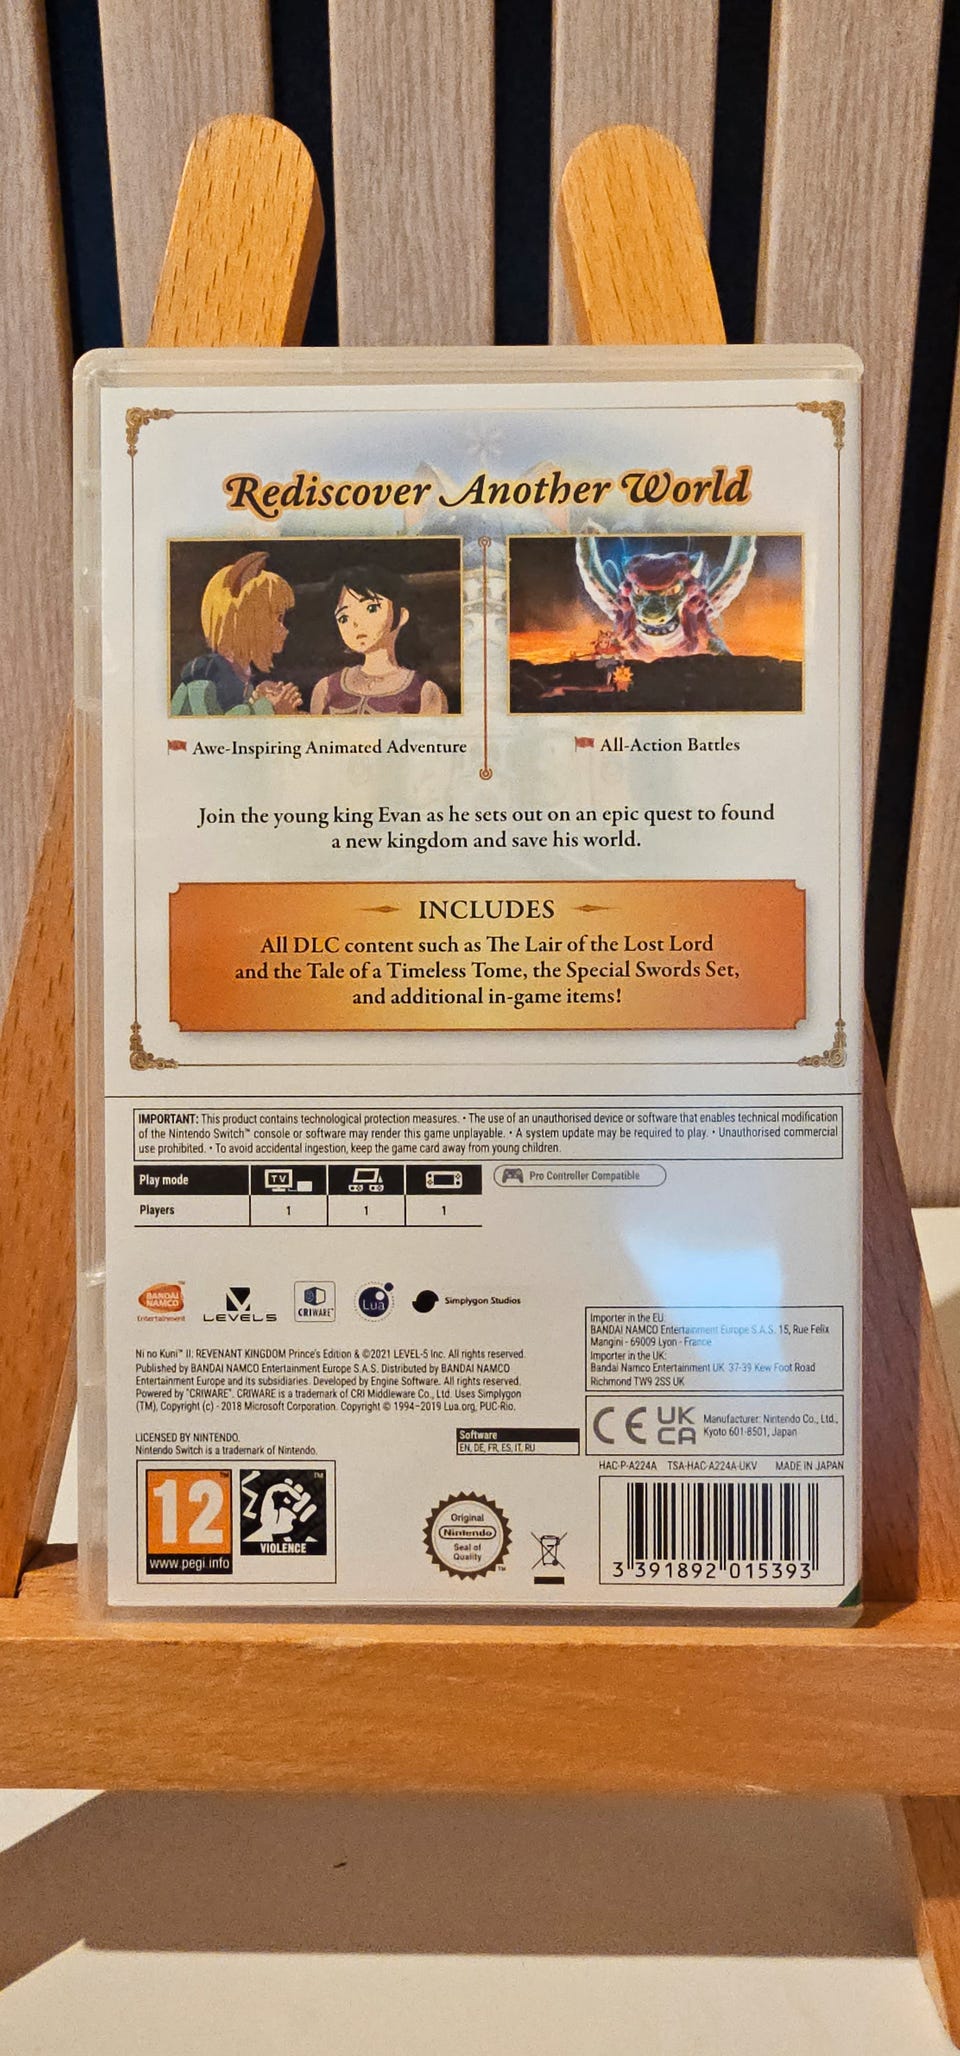 Rediscover Another World
Awe-Inspiring Animated Adventure
All-Action Battles
Join the young king Evan as he sets out on an epic quest to found
a new kingdom and save his world.
INCLUDES
All DLC content such as The Lair of the Lost Lord
and the Tale of a Timeless Tome, the Special Swords Set,
and additional in-game items!
IMPORTANT: This product contains technological protection measures. • The use of an unauthorised device or software that enables technical modification
of the Nintendo Switch™ console or software may render this game unplayable. • A system update may be required to play. • Unauthorised commercial
use prohibited. • To avoid accidental ingestion, keep the game card away from young children.
Play mode TV
Pro Controller Compatible
Players 1 1 1
BANDAI
NAMCO
Entertainment
LEVEL5
CRIWARE™
Lua
Simplygon Studios
Ni no Kuni™ II: REVENANT KINGDOM Prince's Edition & ©2021 LEVEL-5 Inc. All rights reserved.
Published by BANDAI NAMCO Entertainment Europe S.A.S. Distributed by BANDAI NAMCO
Entertainment Europe and its subsidiaries. Developed by Engine Software. All rights reserved.
Powered by "CRIWARE". CRIWARE is a trademark of CRI Middleware Co., Ltd. Uses Simplygon
(TM), Copyright (c) - 2018 Microsoft Corporation. Copyright © 1994–2019 Lua.org, PUC-Rio.
LICENSED BY NINTENDO.
Nintendo Switch is a trademark of Nintendo.
Importer in the EU:
BANDAI NAMCO Entertainment Europe S.A.S. 15, Rue Felix
Mangini - 69009 Lyon - France
Importer in the UK:
Bandai Namco Entertainment UK 37-39 Kew Foot Road
Richmond TW9 2SS UK
CE UK
CA
Manufacturer: Nintendo Co., Ltd.,
Kyoto 601-8501, Japan
Software
EN, DE, FR, ES, IT, RU
HAC-P-A224A TSA-HAC-A224A-UKV MADE IN JAPAN
12
www.pegi.info
VIOLENCE
Original
Nintendo
Seal of
Quality
3 391892 015393